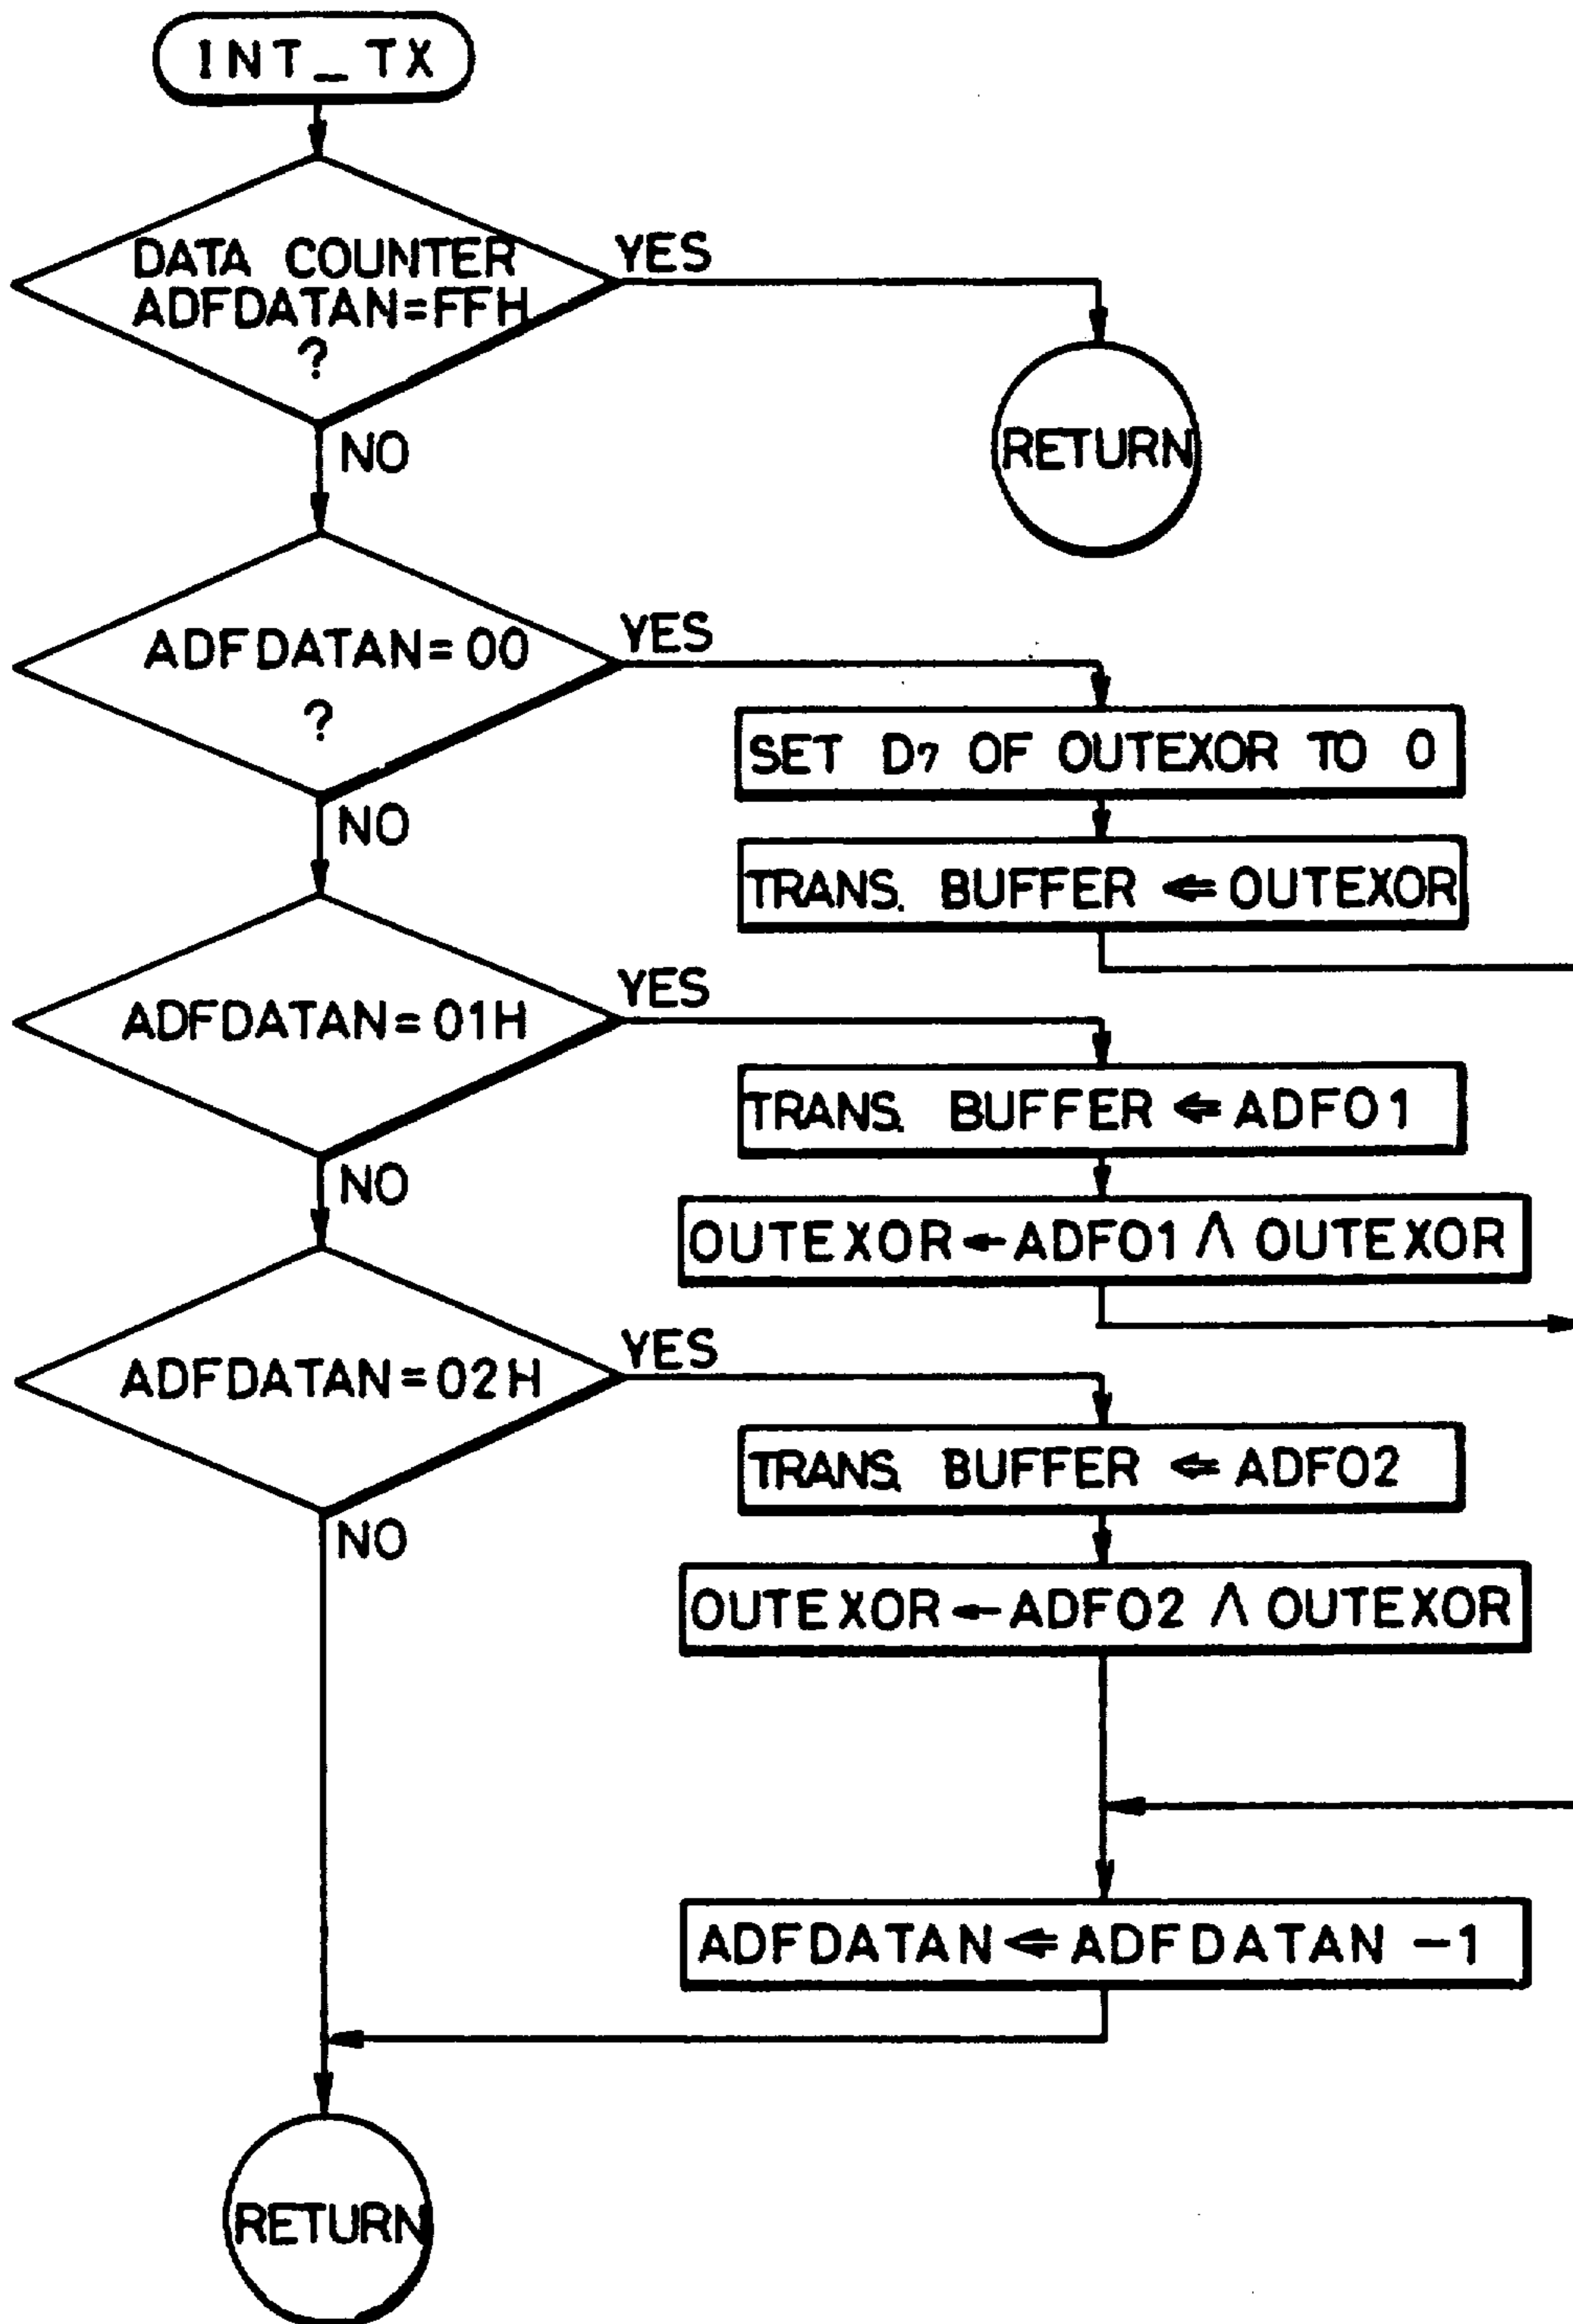 INT_TX
DATA COUNTER
ADFDATAN=FFH
?
YES
NO
RETURN
ADFDATAN=00
?
YES
NO
SET D7 OF OUTEXOR TO 0
TRANS. BUFFER ⇐ OUTEXOR
ADFDATAN=01H
YES
NO
TRANS. BUFFER ⇐ ADF01
OUTEXOR ← ADF01 Λ OUTEXOR
ADFDATAN=02H
YES
NO
TRANS. BUFFER ⇐ ADF02
OUTEXOR ← ADF02 Λ OUTEXOR
ADFDATAN ⇐ ADFDATAN -1
RETURN